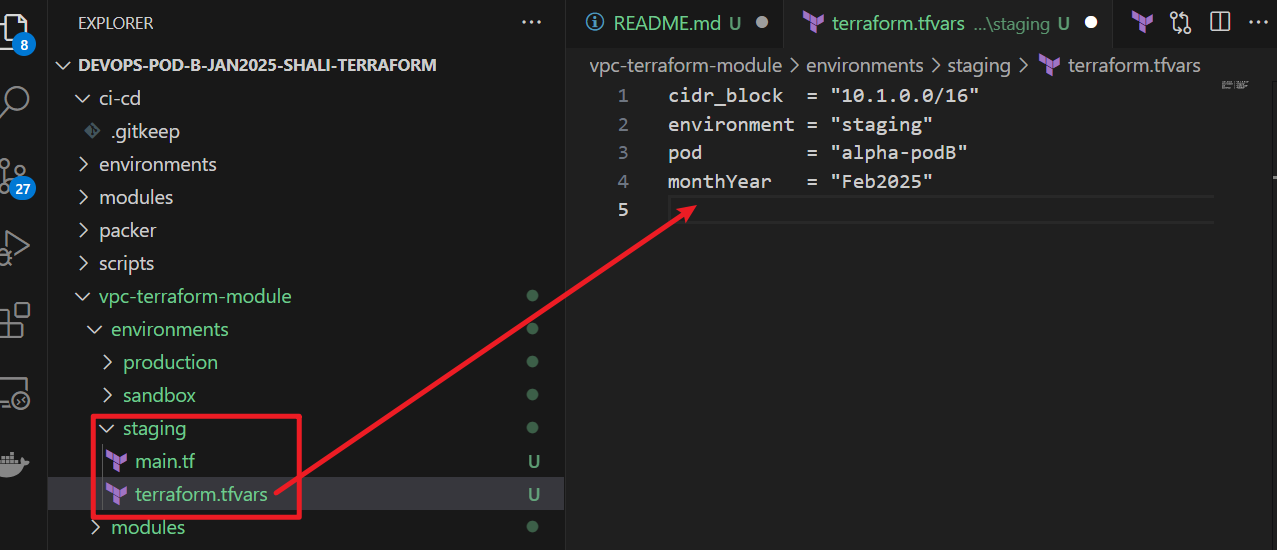 EXPLORER
8
27
DEVOPS-POD-B-JAN2025-SHALI-TERRAFORM
ci-cd
.gitkeep
environments
modules
packer
scripts
vpc-terraform-module
environments
production
sandbox
staging
main.tf U
terraform.tfvars U
modules
README.md U
terraform.tfvars ...\staging U
vpc-terraform-module > environments > staging > terraform.tfvars
1 cidr_block  = "10.1.0.0/16"
2 environment = "staging"
3 pod         = "alpha-podB"
4 monthYear   = "Feb2025"
5